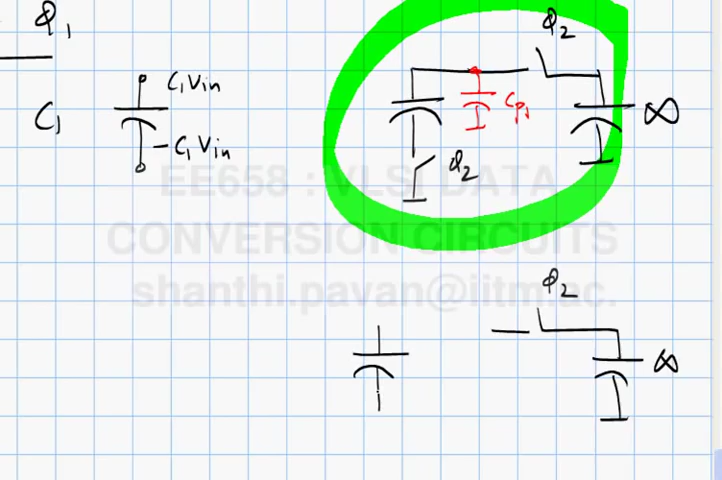 Φ₁
C₁
C₁Vin
-C₁Vin
Φ₂
Cp₁
∞
Φ₂
EE658 : VLSI DATA
CONVERSION CIRCUITS
shanthi.pavan@iitm.ac.
Φ₂
∞